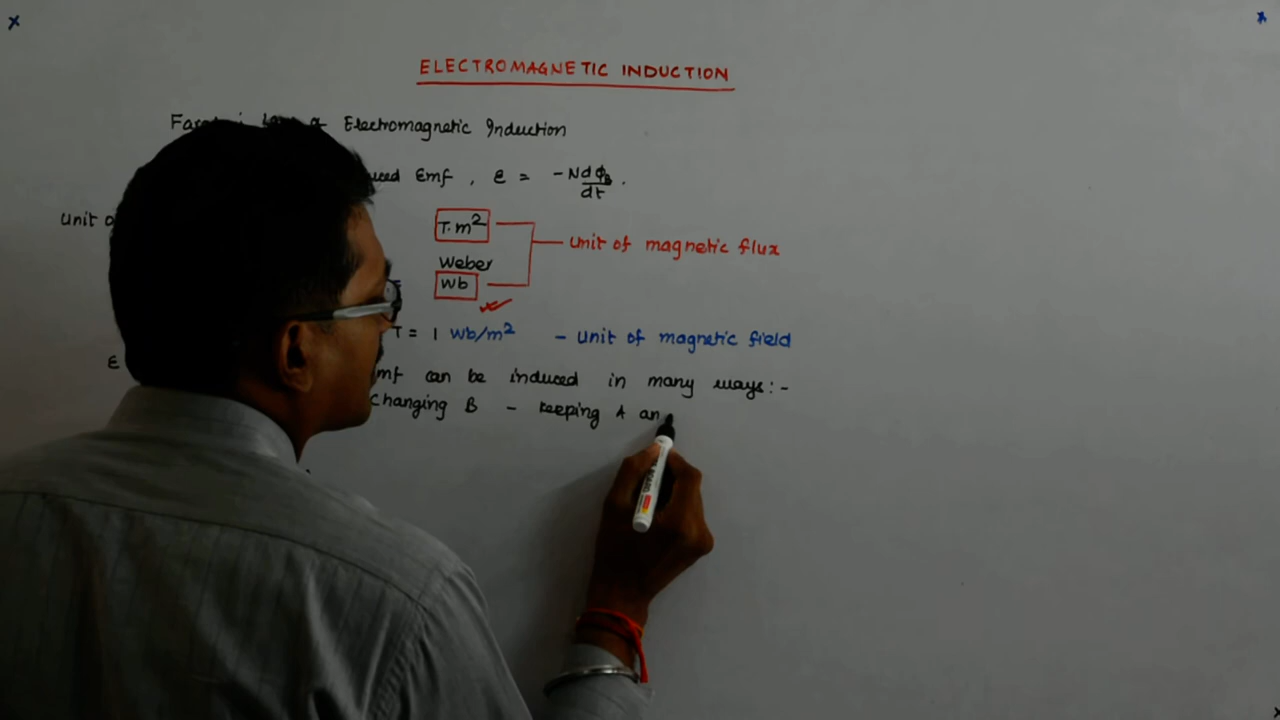 ELECTROMAGNETIC INDUCTION
Electromagnetic Induction
Emf , ε = -N dϕB/dt .
Unit
T.m²
Unit of magnetic flux
Weber
Wb
T = 1 Wb/m² - Unit of magnetic field
ε
can be induced in many ways:-
Changing B - keeping A an